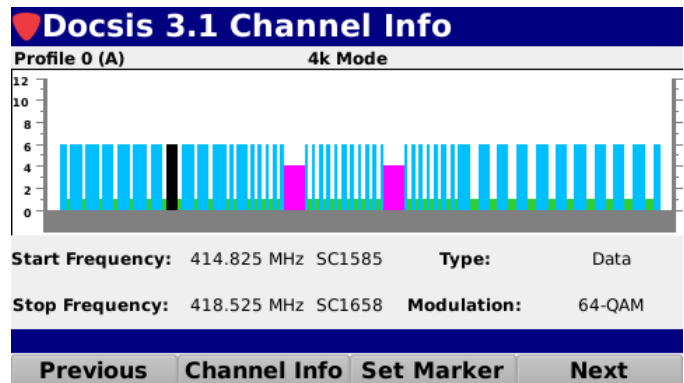 Docsis 3.1 Channel Info
Profile 0 (A) 4k Mode
12
10
8
6
4
2
0
Start Frequency: 414.825 MHz SC1585 Type: Data
Stop Frequency: 418.525 MHz SC1658 Modulation: 64-QAM
Previous Channel Info Set Marker Next